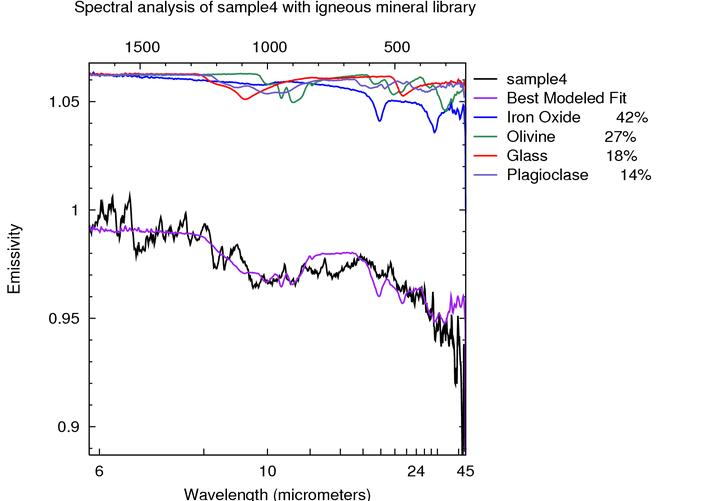 Spectral analysis of sample4 with igneous mineral library
1500 1000 500
sample4
Best Modeled Fit
Iron Oxide 42%
Olivine 27%
Glass 18%
Plagioclase 14%
1.05
1
0.95
0.9
Emissivity
6 10 24 45
Wavelength (micrometers)